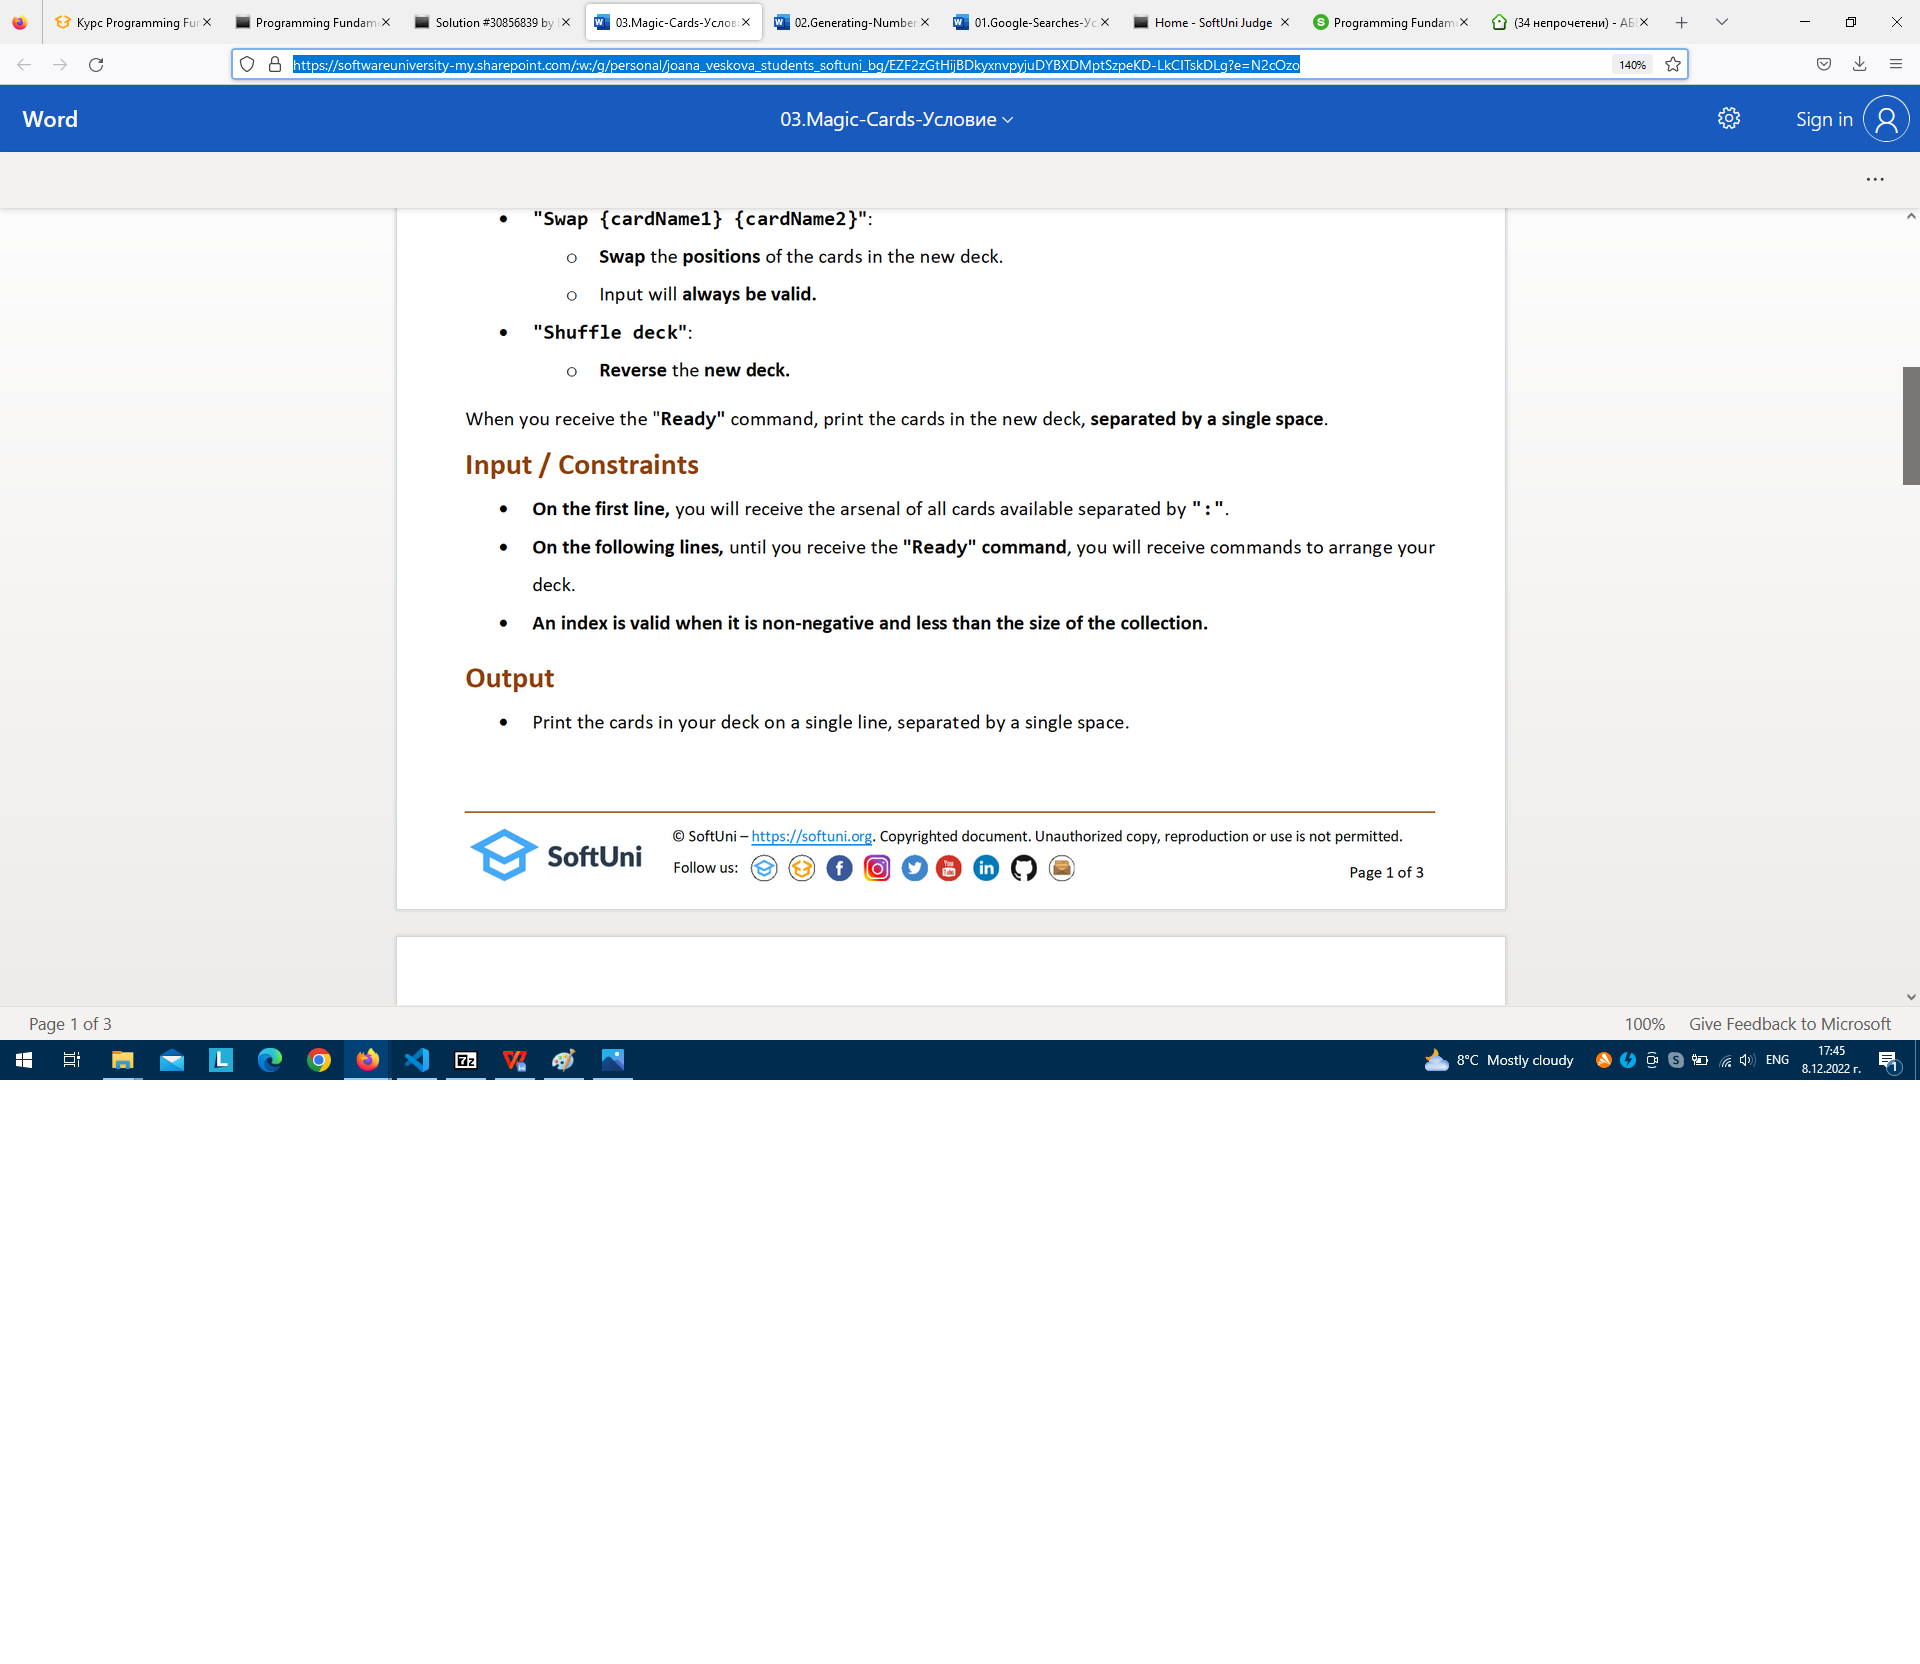 Курс Programming Fu
Programming Fundam
Solution #30856839 by
03.Magic-Cards-Услов
02.Generating-Number
01.Google-Searches-Ус
Home - SoftUni Judge
Programming Fundam
(34 непрочетени) - АБ
https://softwareuniversity-my.sharepoint.com/:w:/g/personal/joana_veskova_students_softuni_bg/EZF2zGtHijBDkyxnvpyjuDYBXDMptSzpeKD-LkCITskDLg?e=N2cOzo
140%
Word
03.Magic-Cards-Условие
Sign in
"Swap {cardName1} {cardName2}":
Swap the positions of the cards in the new deck.
Input will always be valid.
"Shuffle deck":
Reverse the new deck.
When you receive the "Ready" command, print the cards in the new deck, separated by a single space.
Input / Constraints
On the first line, you will receive the arsenal of all cards available separated by ":".
On the following lines, until you receive the "Ready" command, you will receive commands to arrange your
deck.
An index is valid when it is non-negative and less than the size of the collection.
Output
Print the cards in your deck on a single line, separated by a single space.
SoftUni
© SoftUni – https://softuni.org. Copyrighted document. Unauthorized copy, reproduction or use is not permitted.
Follow us:
Page 1 of 3
Page 1 of 3
100%
Give Feedback to Microsoft
8°C Mostly cloudy
ENG
17:45
8.12.2022 г.
1